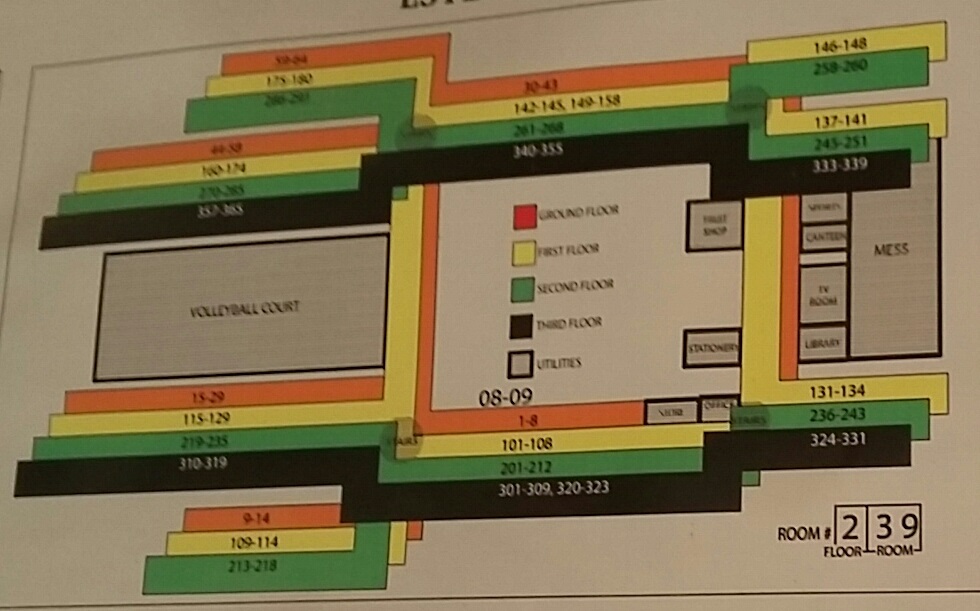 59-64
175-180
286-291
30-43
142-145, 149-158
261-268
340-355
146-148
258-260
137-141
245-251
333-339
44-58
160-174
270-285
357-365
GROUND FLOOR
FIRST FLOOR
SECOND FLOOR
THIRD FLOOR
UTILITIES
FRUIT SHOP
SPORTS
CANTEEN
TV ROOM
LIBRARY
MESS
STATIONERY
VOLLEYBALL COURT
15-29
115-129
219-235
310-319
STAIRS
08-09
1-8
101-108
201-212
301-309, 320-323
OFFICE
STAIRS
131-134
236-243
324-331
9-14
109-114
213-218
ROOM # 2 3 9
FLOOR ROOM